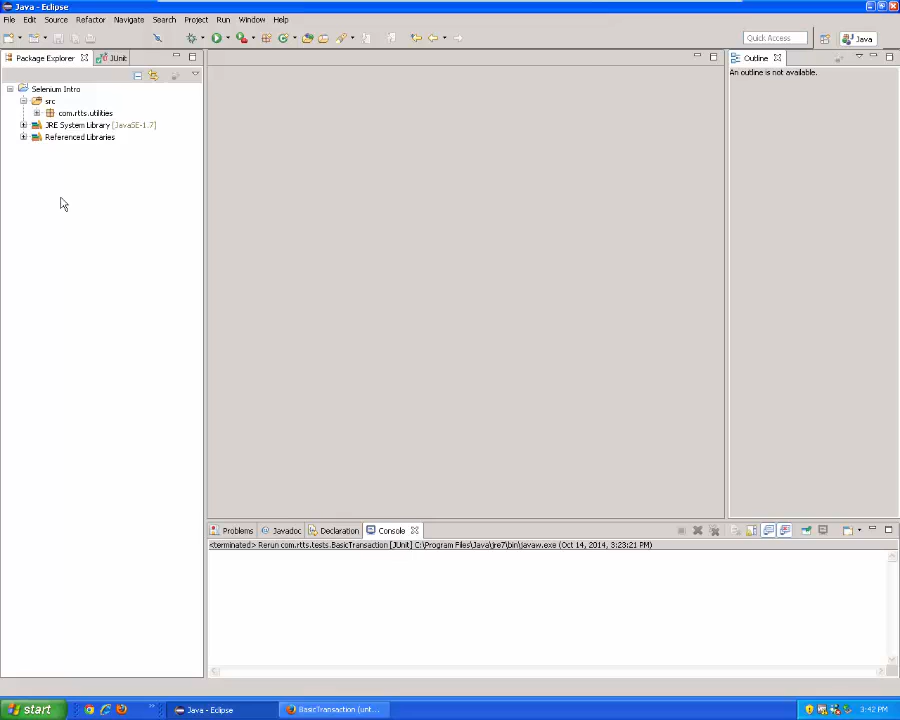 Java - Eclipse
File Edit Source Refactor Navigate Search Project Run Window Help
Quick Access
Java
Package Explorer
JUnit
Outline
An outline is not available.
Selenium Intro
src
com.rtts.utilities
JRE System Library [JavaSE-1.7]
Referenced Libraries
Problems
Javadoc
Declaration
Console
<terminated> Rerun com.rtts.tests.BasicTransaction [JUnit] C:\Program Files\Java\jre7\bin\javaw.exe (Oct 14, 2014, 3:23:21 PM)
start
Java - Eclipse
BasicTransaction (unt...
3:42 PM